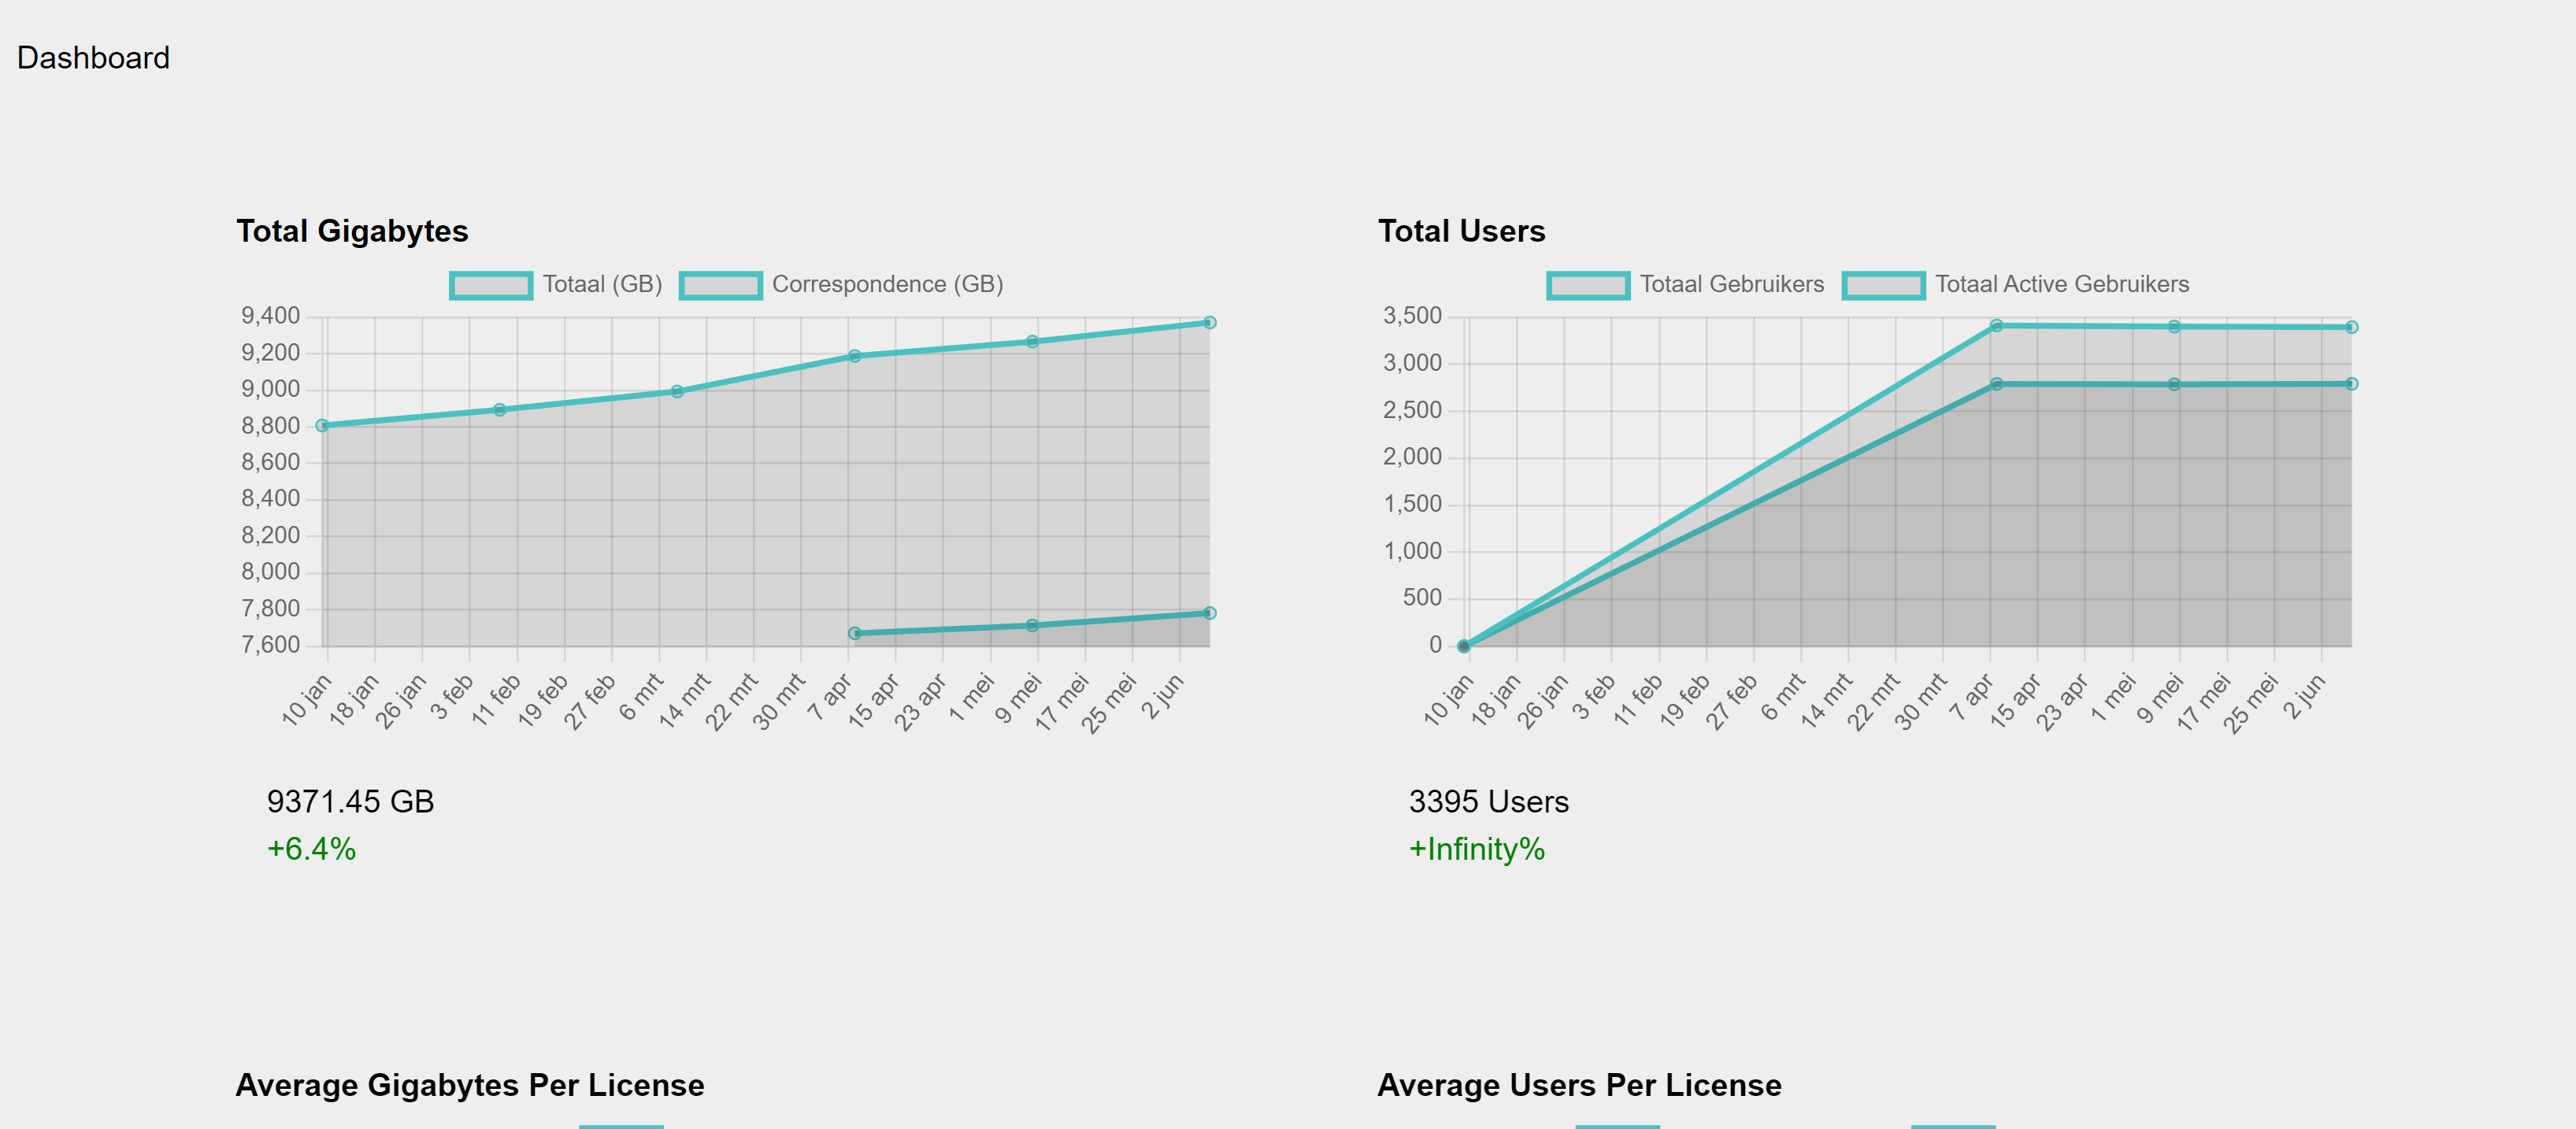 Dashboard
Total Gigabytes
Totaal (GB) Correspondence (GB)
9,400
9,200
9,000
8,800
8,600
8,400
8,200
8,000
7,800
7,600
10 jan 18 jan 26 jan 3 feb 11 feb 19 feb 27 feb 6 mrt 14 mrt 22 mrt 30 mrt 7 apr 15 apr 23 apr 1 mei 9 mei 17 mei 25 mei 2 jun
9371.45 GB
+6.4%
Total Users
Totaal Gebruikers Totaal Active Gebruikers
3,500
3,000
2,500
2,000
1,500
1,000
500
0
10 jan 18 jan 26 jan 3 feb 11 feb 19 feb 27 feb 6 mrt 14 mrt 22 mrt 30 mrt 7 apr 15 apr 23 apr 1 mei 9 mei 17 mei 25 mei 2 jun
3395 Users
+Infinity%
Average Gigabytes Per License
Average Users Per License